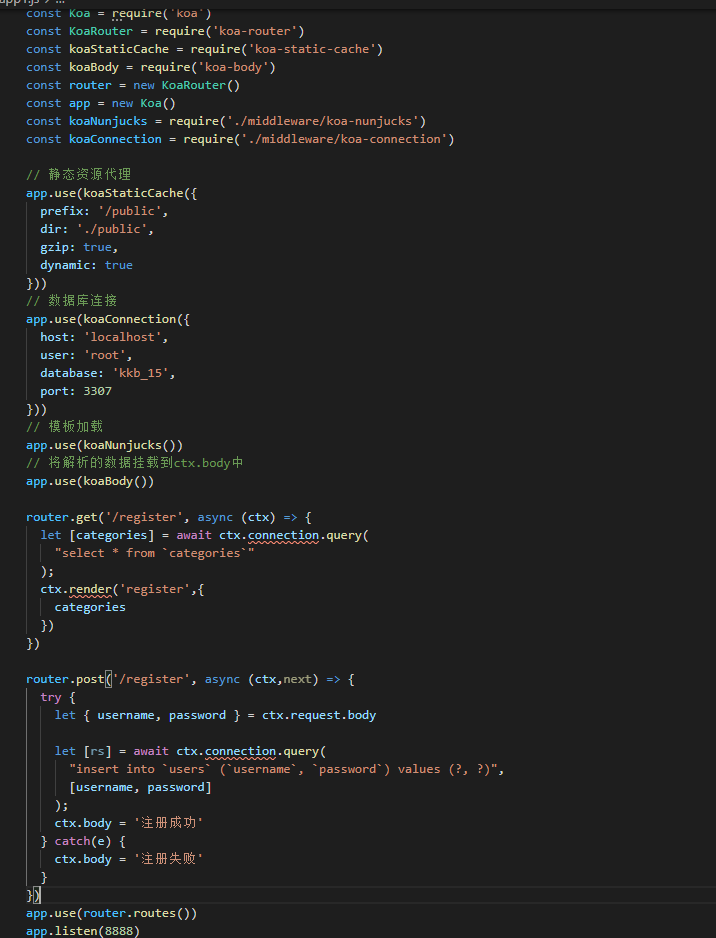 app1.js > ...
const Koa = require('koa')
const KoaRouter = require('koa-router')
const koaStaticCache = require('koa-static-cache')
const koaBody = require('koa-body')
const router = new KoaRouter()
const app = new Koa()
const koaNunjucks = require('./middleware/koa-nunjucks')
const koaConnection = require('./middleware/koa-connection')
// 静态资源代理
app.use(koaStaticCache({
prefix: '/public',
dir: './public',
gzip: true,
dynamic: true
}))
// 数据库连接
app.use(koaConnection({
host: 'localhost',
user: 'root',
database: 'kkb_15',
port: 3307
}))
// 模板加载
app.use(koaNunjucks())
// 将解析的数据挂载到ctx.body中
app.use(koaBody())
router.get('/register', async (ctx) => {
let [categories] = await ctx.connection.query(
"select * from `categories`"
);
ctx.render('register',{
categories
})
})
router.post('/register', async (ctx,next) => {
try {
let { username, password } = ctx.request.body
let [rs] = await ctx.connection.query(
"insert into `users` (`username`, `password`) values (?, ?)",
[username, password]
);
ctx.body = '注册成功'
} catch(e) {
ctx.body = '注册失败'
}
})
app.use(router.routes())
app.listen(8888)